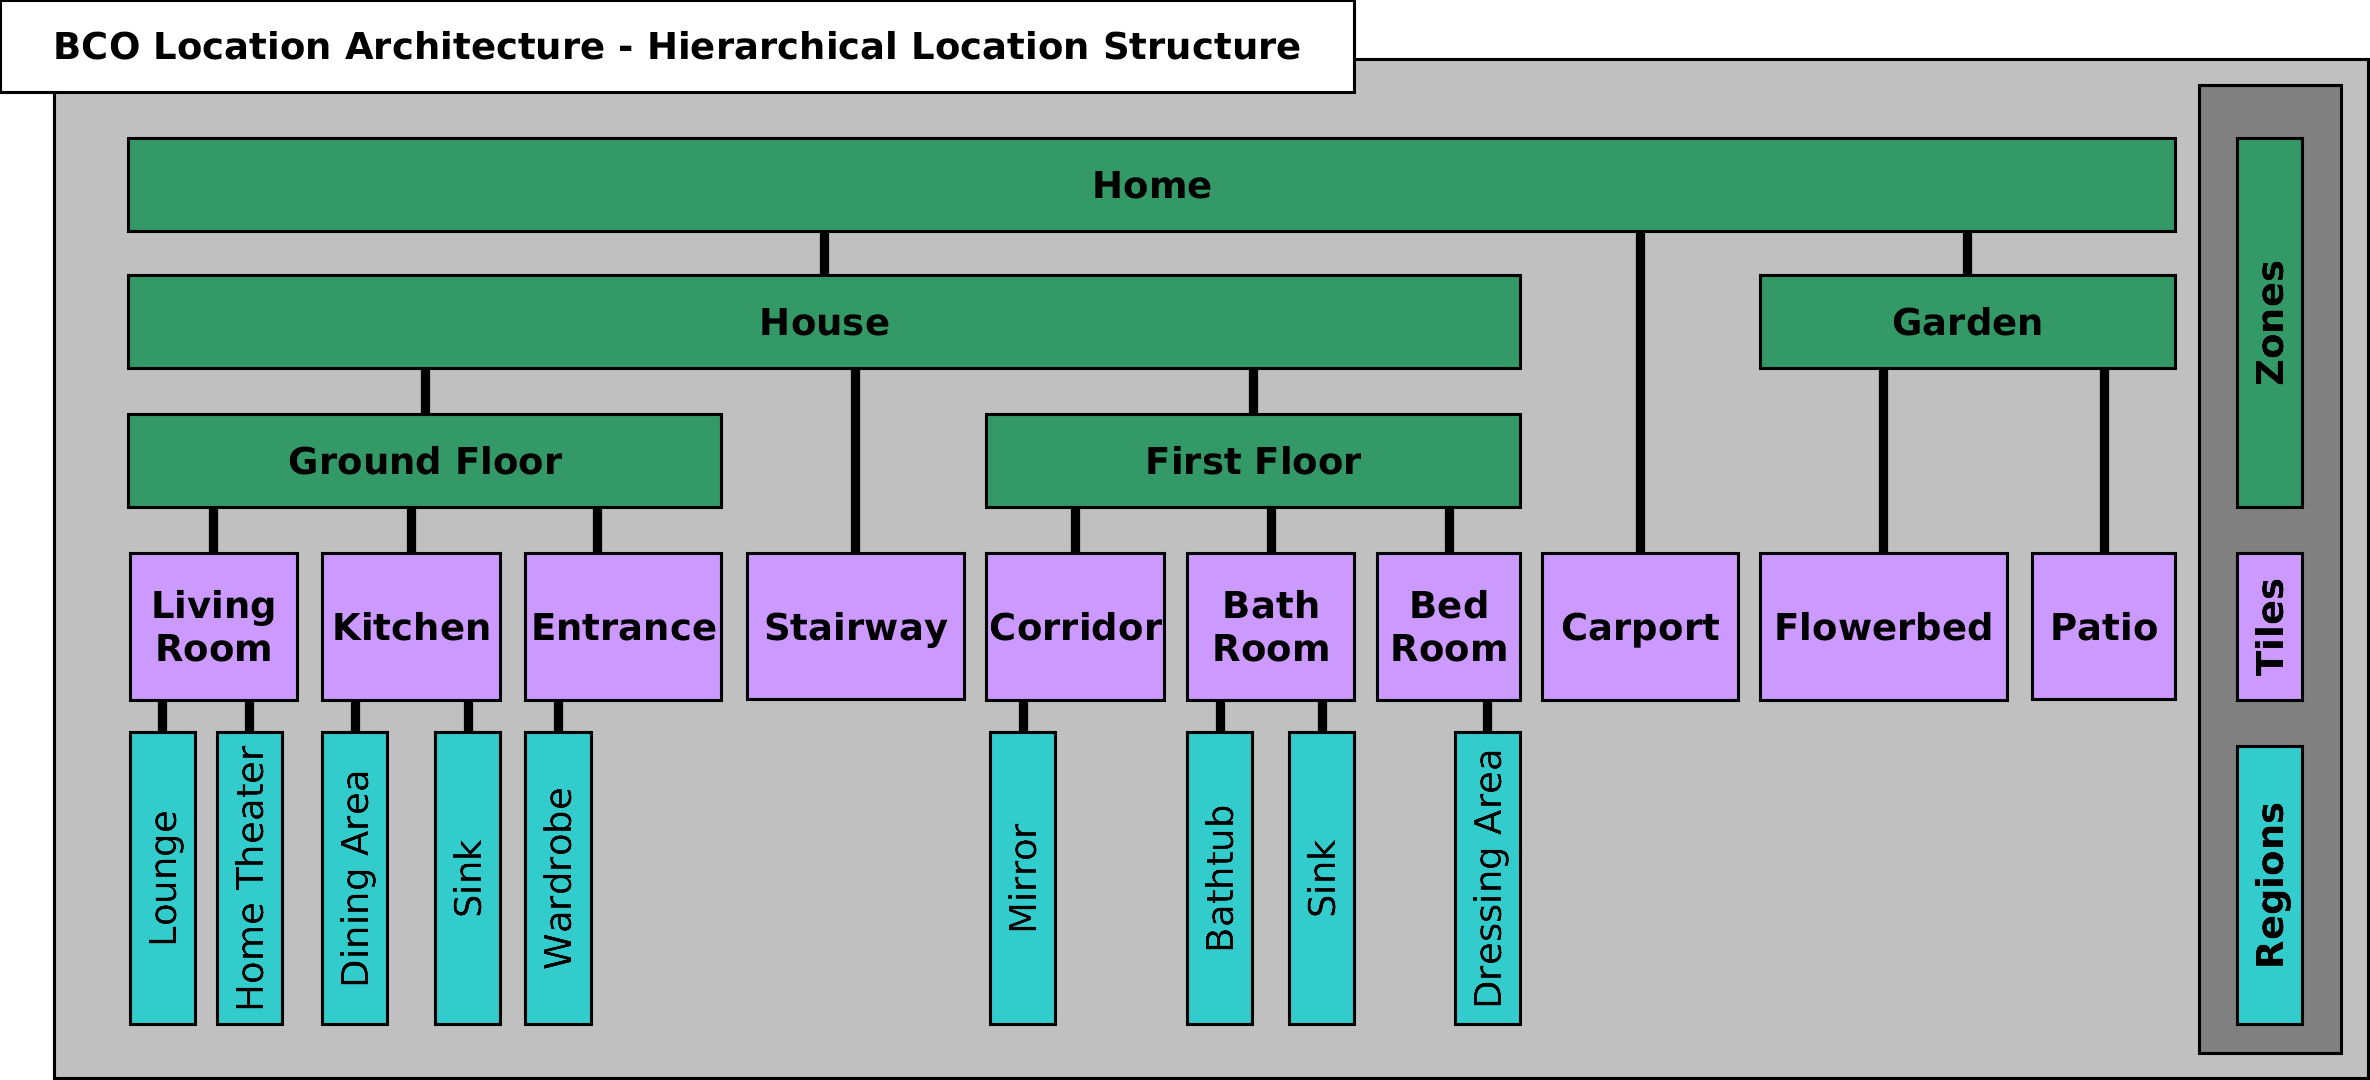 BCO Location Architecture - Hierarchical Location Structure
Home
House
Garden
Zones
Ground Floor
First Floor
Living
Room
Kitchen
Entrance
Stairway
Corridor
Bath
Room
Bed
Room
Carport
Flowerbed
Patio
Tiles
Lounge
Home Theater
Dining Area
Sink
Wardrobe
Mirror
Bathtub
Sink
Dressing Area
Regions